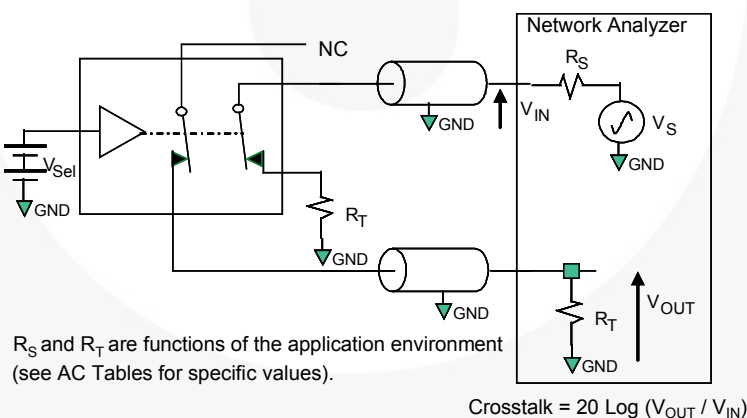 Network Analyzer
NC
R_S
GND
V_IN
V_S
GND
V_Sel
GND
R_T
GND
GND
R_T
V_OUT
GND
R_S and R_T are functions of the application environment
(see AC Tables for specific values).
Crosstalk = 20 Log (V_OUT / V_IN)